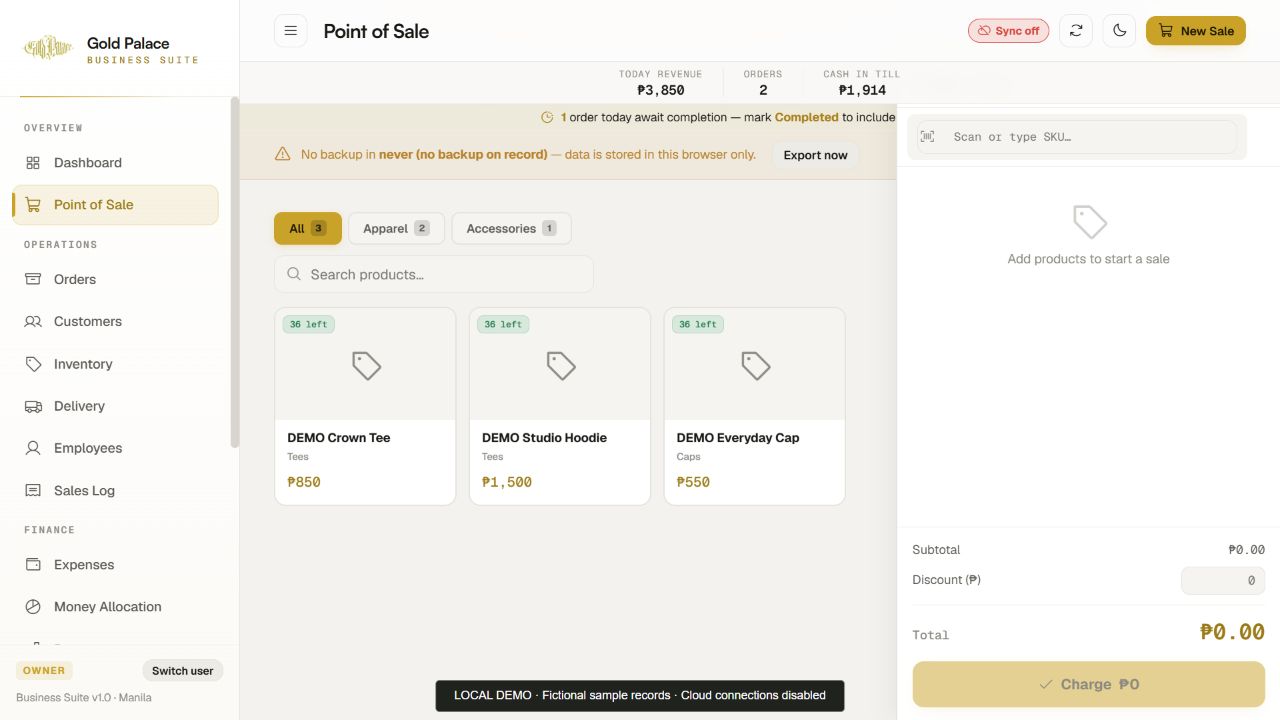 Gold Palace
BUSINESS SUITE
OVERVIEW
Dashboard
Point of Sale
OPERATIONS
Orders
Customers
Inventory
Delivery
Employees
Sales Log
FINANCE
Expenses
Money Allocation
OWNER
Switch user
Business Suite v1.0 · Manila
Point of Sale
Sync off
New Sale
TODAY REVENUE
₱3,850
ORDERS
2
CASH IN TILL
₱1,914
1 order today await completion — mark Completed to include
No backup in never (no backup on record) — data is stored in this browser only.
Export now
All 3
Apparel 2
Accessories 1
Search products…
36 left
DEMO Crown Tee
Tees
₱850
36 left
DEMO Studio Hoodie
Tees
₱1,500
36 left
DEMO Everyday Cap
Caps
₱550
Scan or type SKU…
Add products to start a sale
Subtotal ₱0.00
Discount (₱) 0
Total ₱0.00
Charge ₱0
LOCAL DEMO · Fictional sample records · Cloud connections disabled